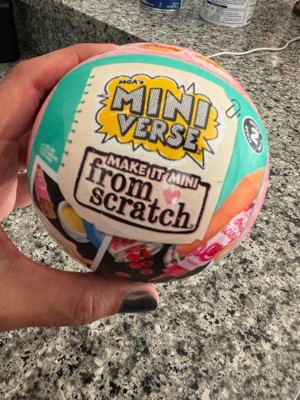 MGA's
MINI
VERSE
MAKE IT MINI
from
scratch